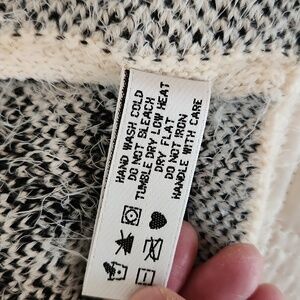 HAND WASH COLD
DO NOT BLEACH
TUMBLE DRY LOW HEAT
DRY FLAT
DO NOT IRON
HANDLE WITH CARE